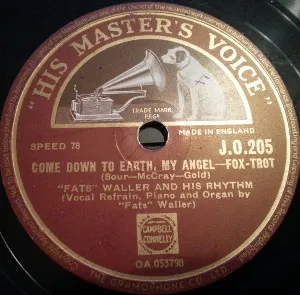 "HIS MASTER'S VOICE"
TRADE MARK
REGD
MADE IN ENGLAND
SPEED 78
J.O.205
COME DOWN TO EARTH, MY ANGEL—FOX-TROT
(Sour—McCray—Gold)
"FATS" WALLER AND HIS RHYTHM
(Vocal Refrain, Piano and Organ by
"Fats" Waller)
CAMPBELL
CONNELLY
OA 055798
THE GRAMOPHONE CO